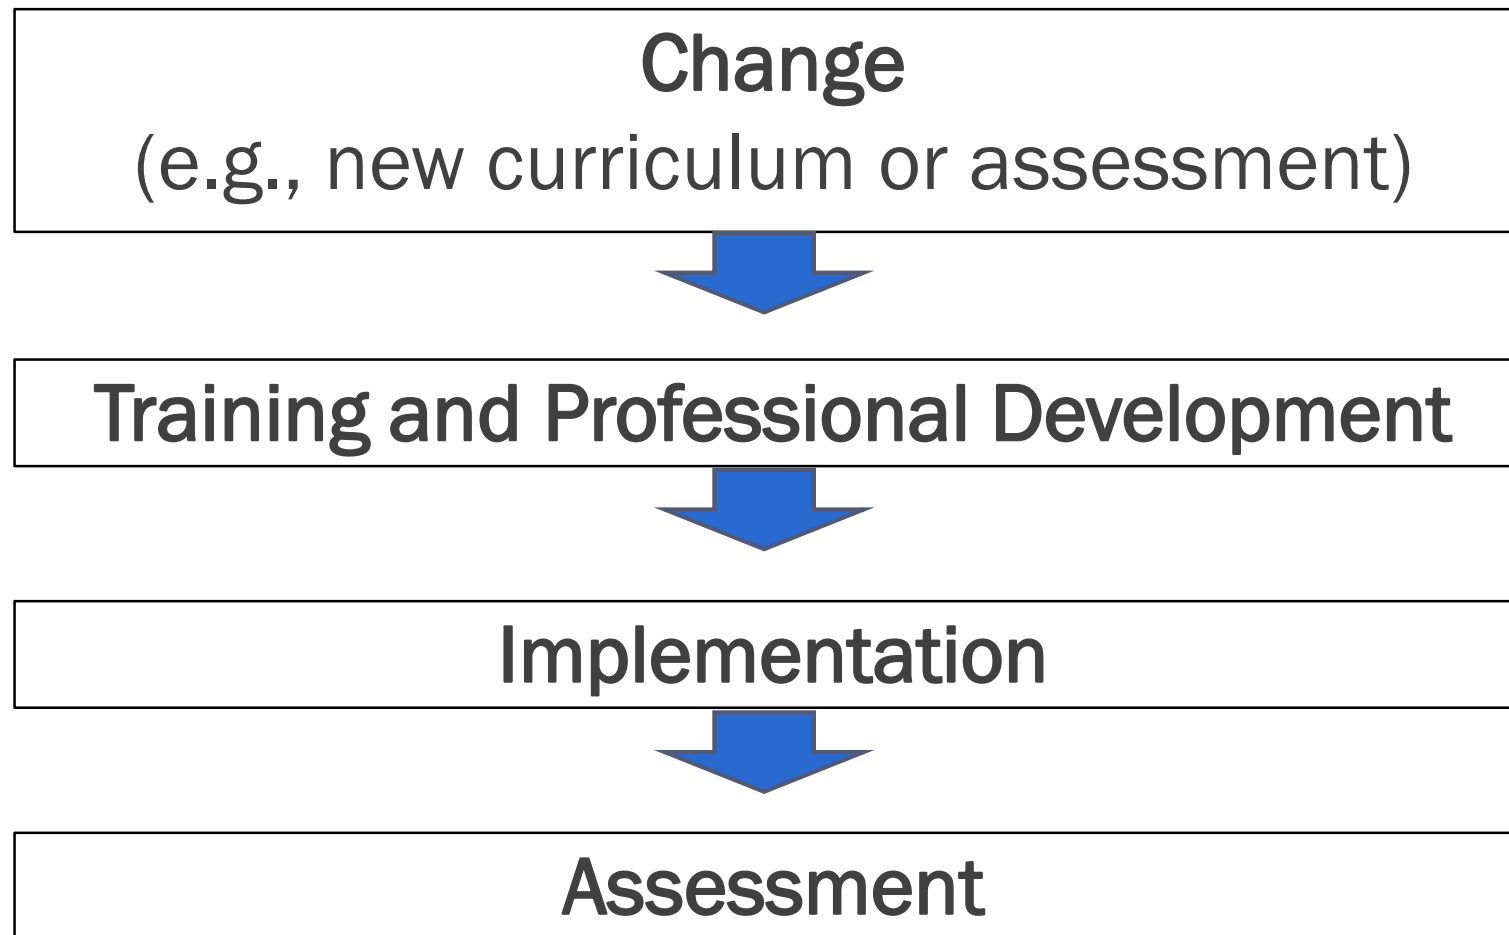 Change
(e.g., new curriculum or assessment)
Training and Professional Development
Implementation
Assessment